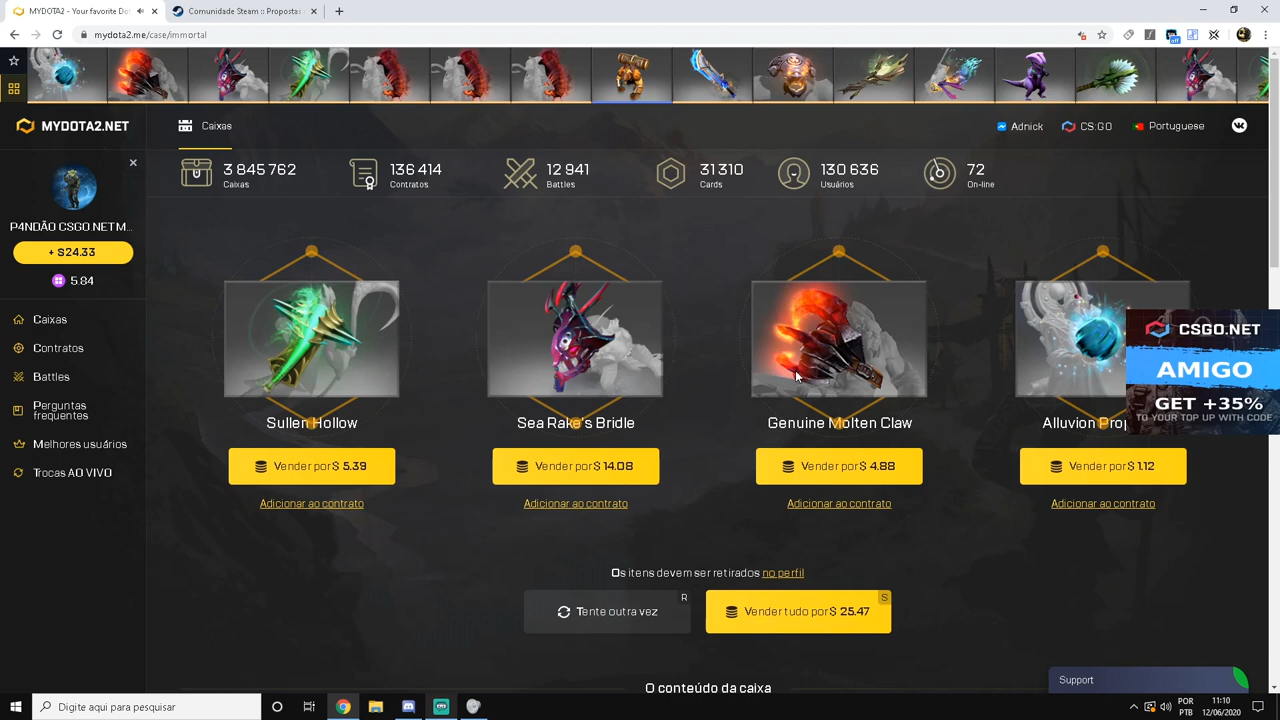 MYDOTA2 - Your favorite Dot
Comunidade Steam :: Propostas
mydota2.me/case/immortal
MYDOTA2.NET
Caixas
Adnick
CS:GO
Portuguese
3 845 762
Caixas
136 414
Contratos
12 941
Battles
31 310
Cards
130 636
Usuários
72
On-line
P4NDÃO CSGO.NET M...
+ $24.33
5.84
Caixas
Contratos
Battles
Perguntas
frequentes
Melhores usuários
Trocas AO VIVO
Sullen Hollow
Vender por $ 5.39
Adicionar ao contrato
Sea Rake's Bridle
Vender por $ 14.08
Adicionar ao contrato
Genuine Molten Claw
Vender por $ 4.88
Adicionar ao contrato
Alluvion Prop
Vender por $ 1.12
Adicionar ao contrato
CSGO.NET
AMIGO
GET +35%
TO YOUR TOP UP WITH CODE
Os itens devem ser retirados no perfil
Tente outra vez
R
Vender tudo por $ 25.47
S
O conteúdo da caixa
Support
Digite aqui para pesquisar
POR
PTB
11:10
12/06/2020